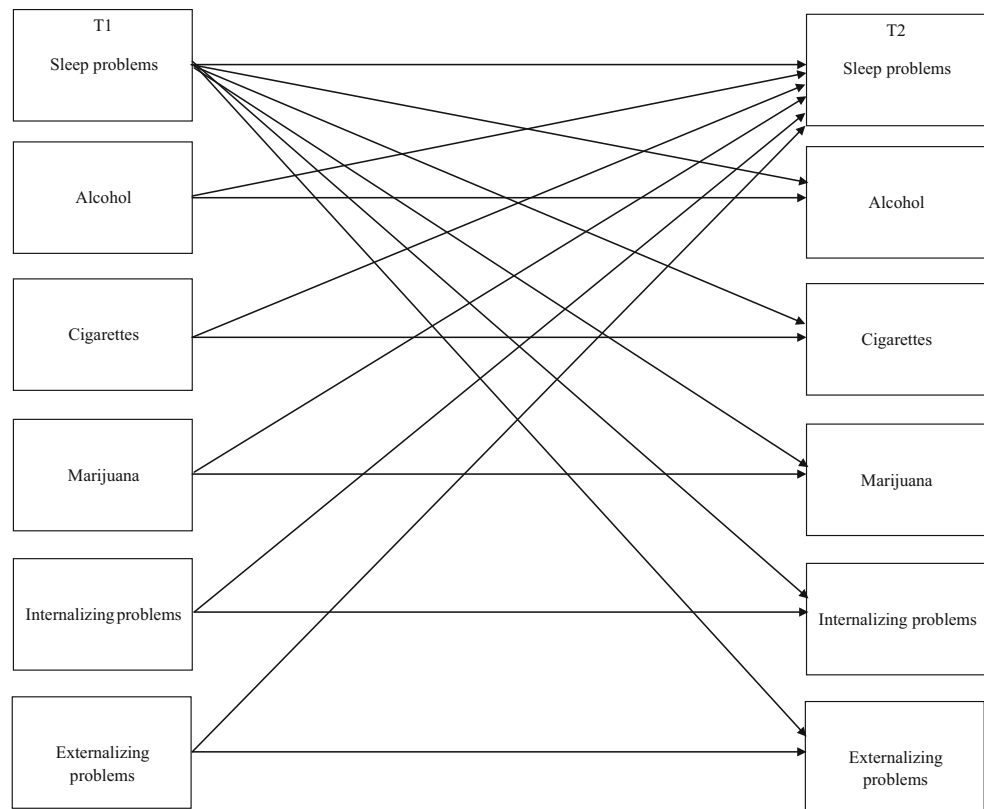 T1
Sleep problems
Alcohol
Cigarettes
Marijuana
Internalizing problems
Externalizing
problems
T2
Sleep problems
Alcohol
Cigarettes
Marijuana
Internalizing problems
Externalizing
problems